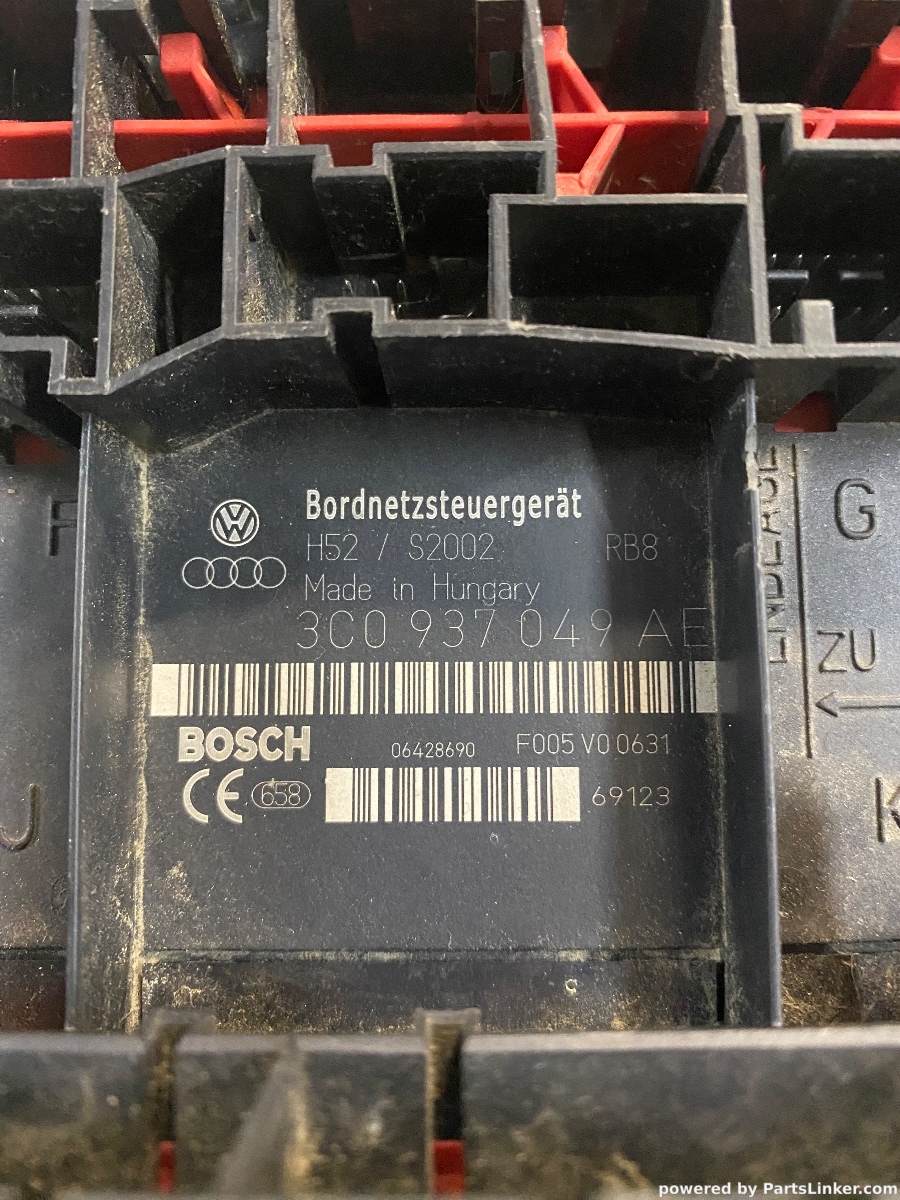 Bordnetzsteuergerät
H52 / S2002 RB8
Made in Hungary
3C0 937 049 AE
BOSCH 06428690 F005 V0 0631
CE 658 69123
F
J
ENDLAGE
G
ZU
K
powered by PartsLinker.com